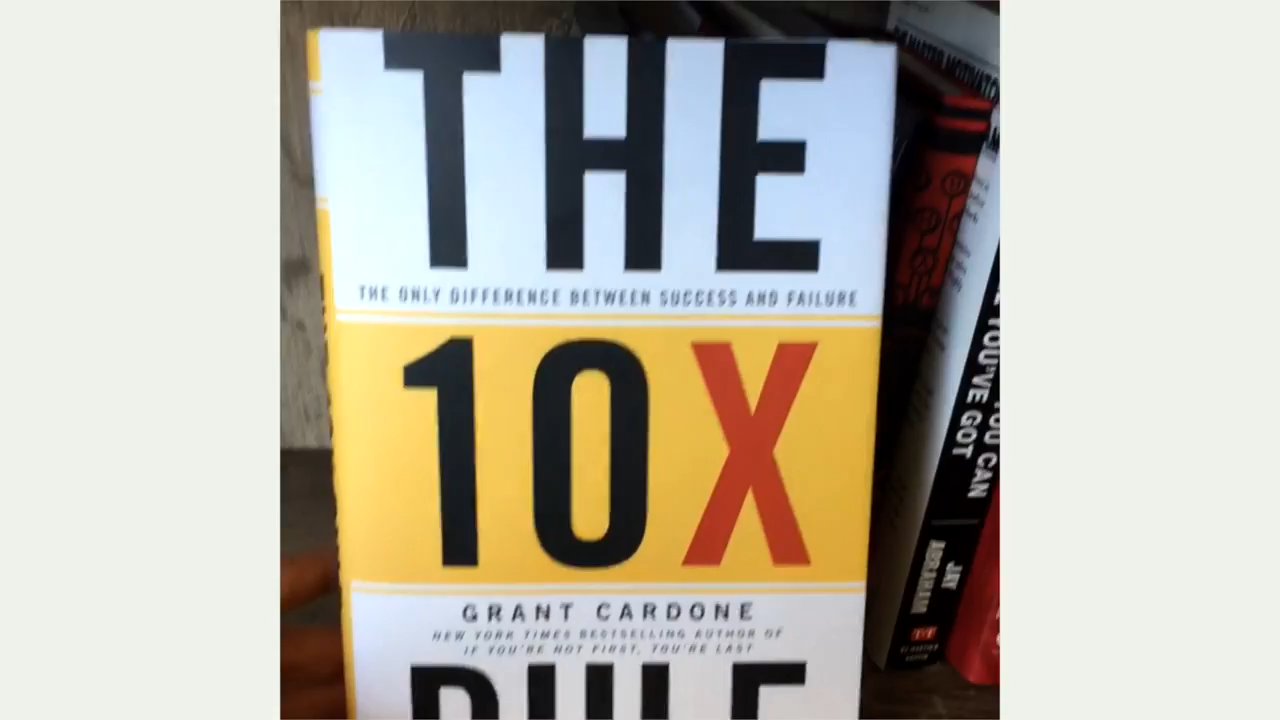 THE
THE ONLY DIFFERENCE BETWEEN SUCCESS AND FAILURE
10X
GRANT CARDONE
NEW YORK TIMES BESTSELLING AUTHOR OF
IF YOU'RE NOT FIRST, YOU'RE LAST
RULE
YOU CAN
YOU'VE GOT
JAY
ABRAHAM